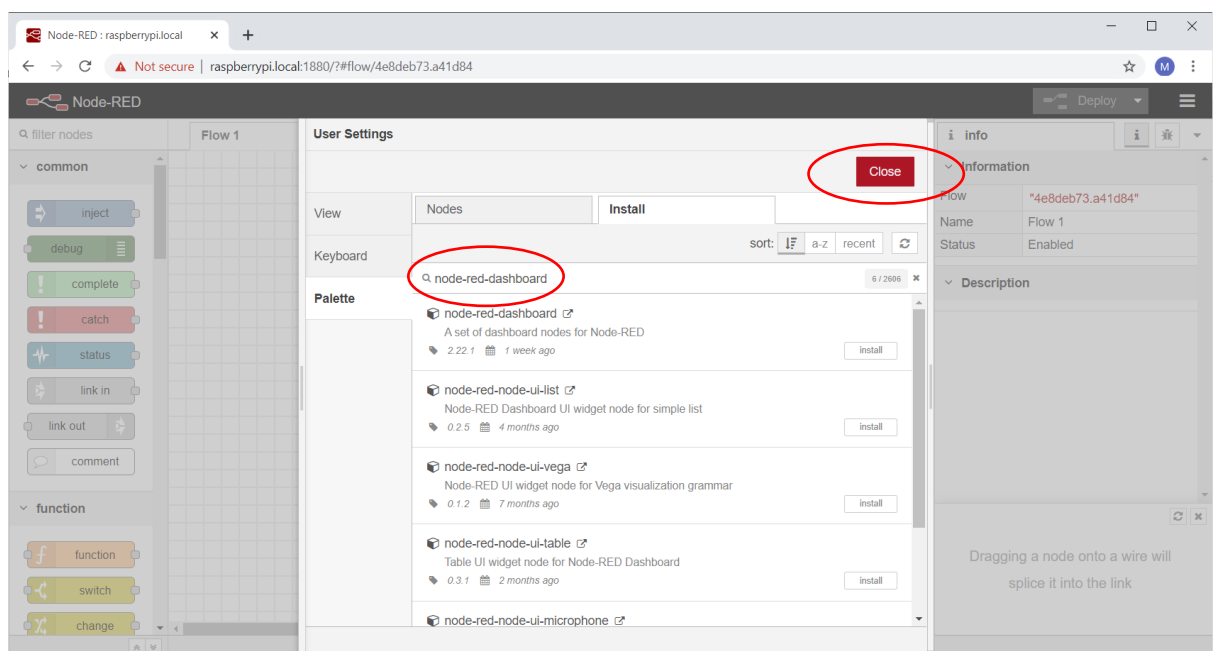 Node-RED : raspberrypi.local
Not secure | raspberrypi.local:1880/?#flow/4e8deb73.a41d84
M
Node-RED
Deploy
filter nodes
Flow 1
User Settings
i info
i
common
Close
Information
inject
View
Nodes
Install
Flow
"4e8deb73.a41d84"
Name
Flow 1
debug
Keyboard
sort:
a-z
recent
Status
Enabled
complete
node-red-dashboard
6 / 2606
Description
Palette
catch
node-red-dashboard
A set of dashboard nodes for Node-RED
2.22.1 1 week ago
install
status
link in
node-red-node-ui-list
Node-RED Dashboard UI widget node for simple list
0.2.5 4 months ago
install
link out
comment
node-red-node-ui-vega
Node-RED UI widget node for Vega visualization grammar
0.1.2 7 months ago
install
function
function
node-red-node-ui-table
Table UI widget node for Node-RED Dashboard
0.3.1 2 months ago
install
Dragging a node onto a wire will
splice it into the link
switch
change
node-red-node-ui-microphone